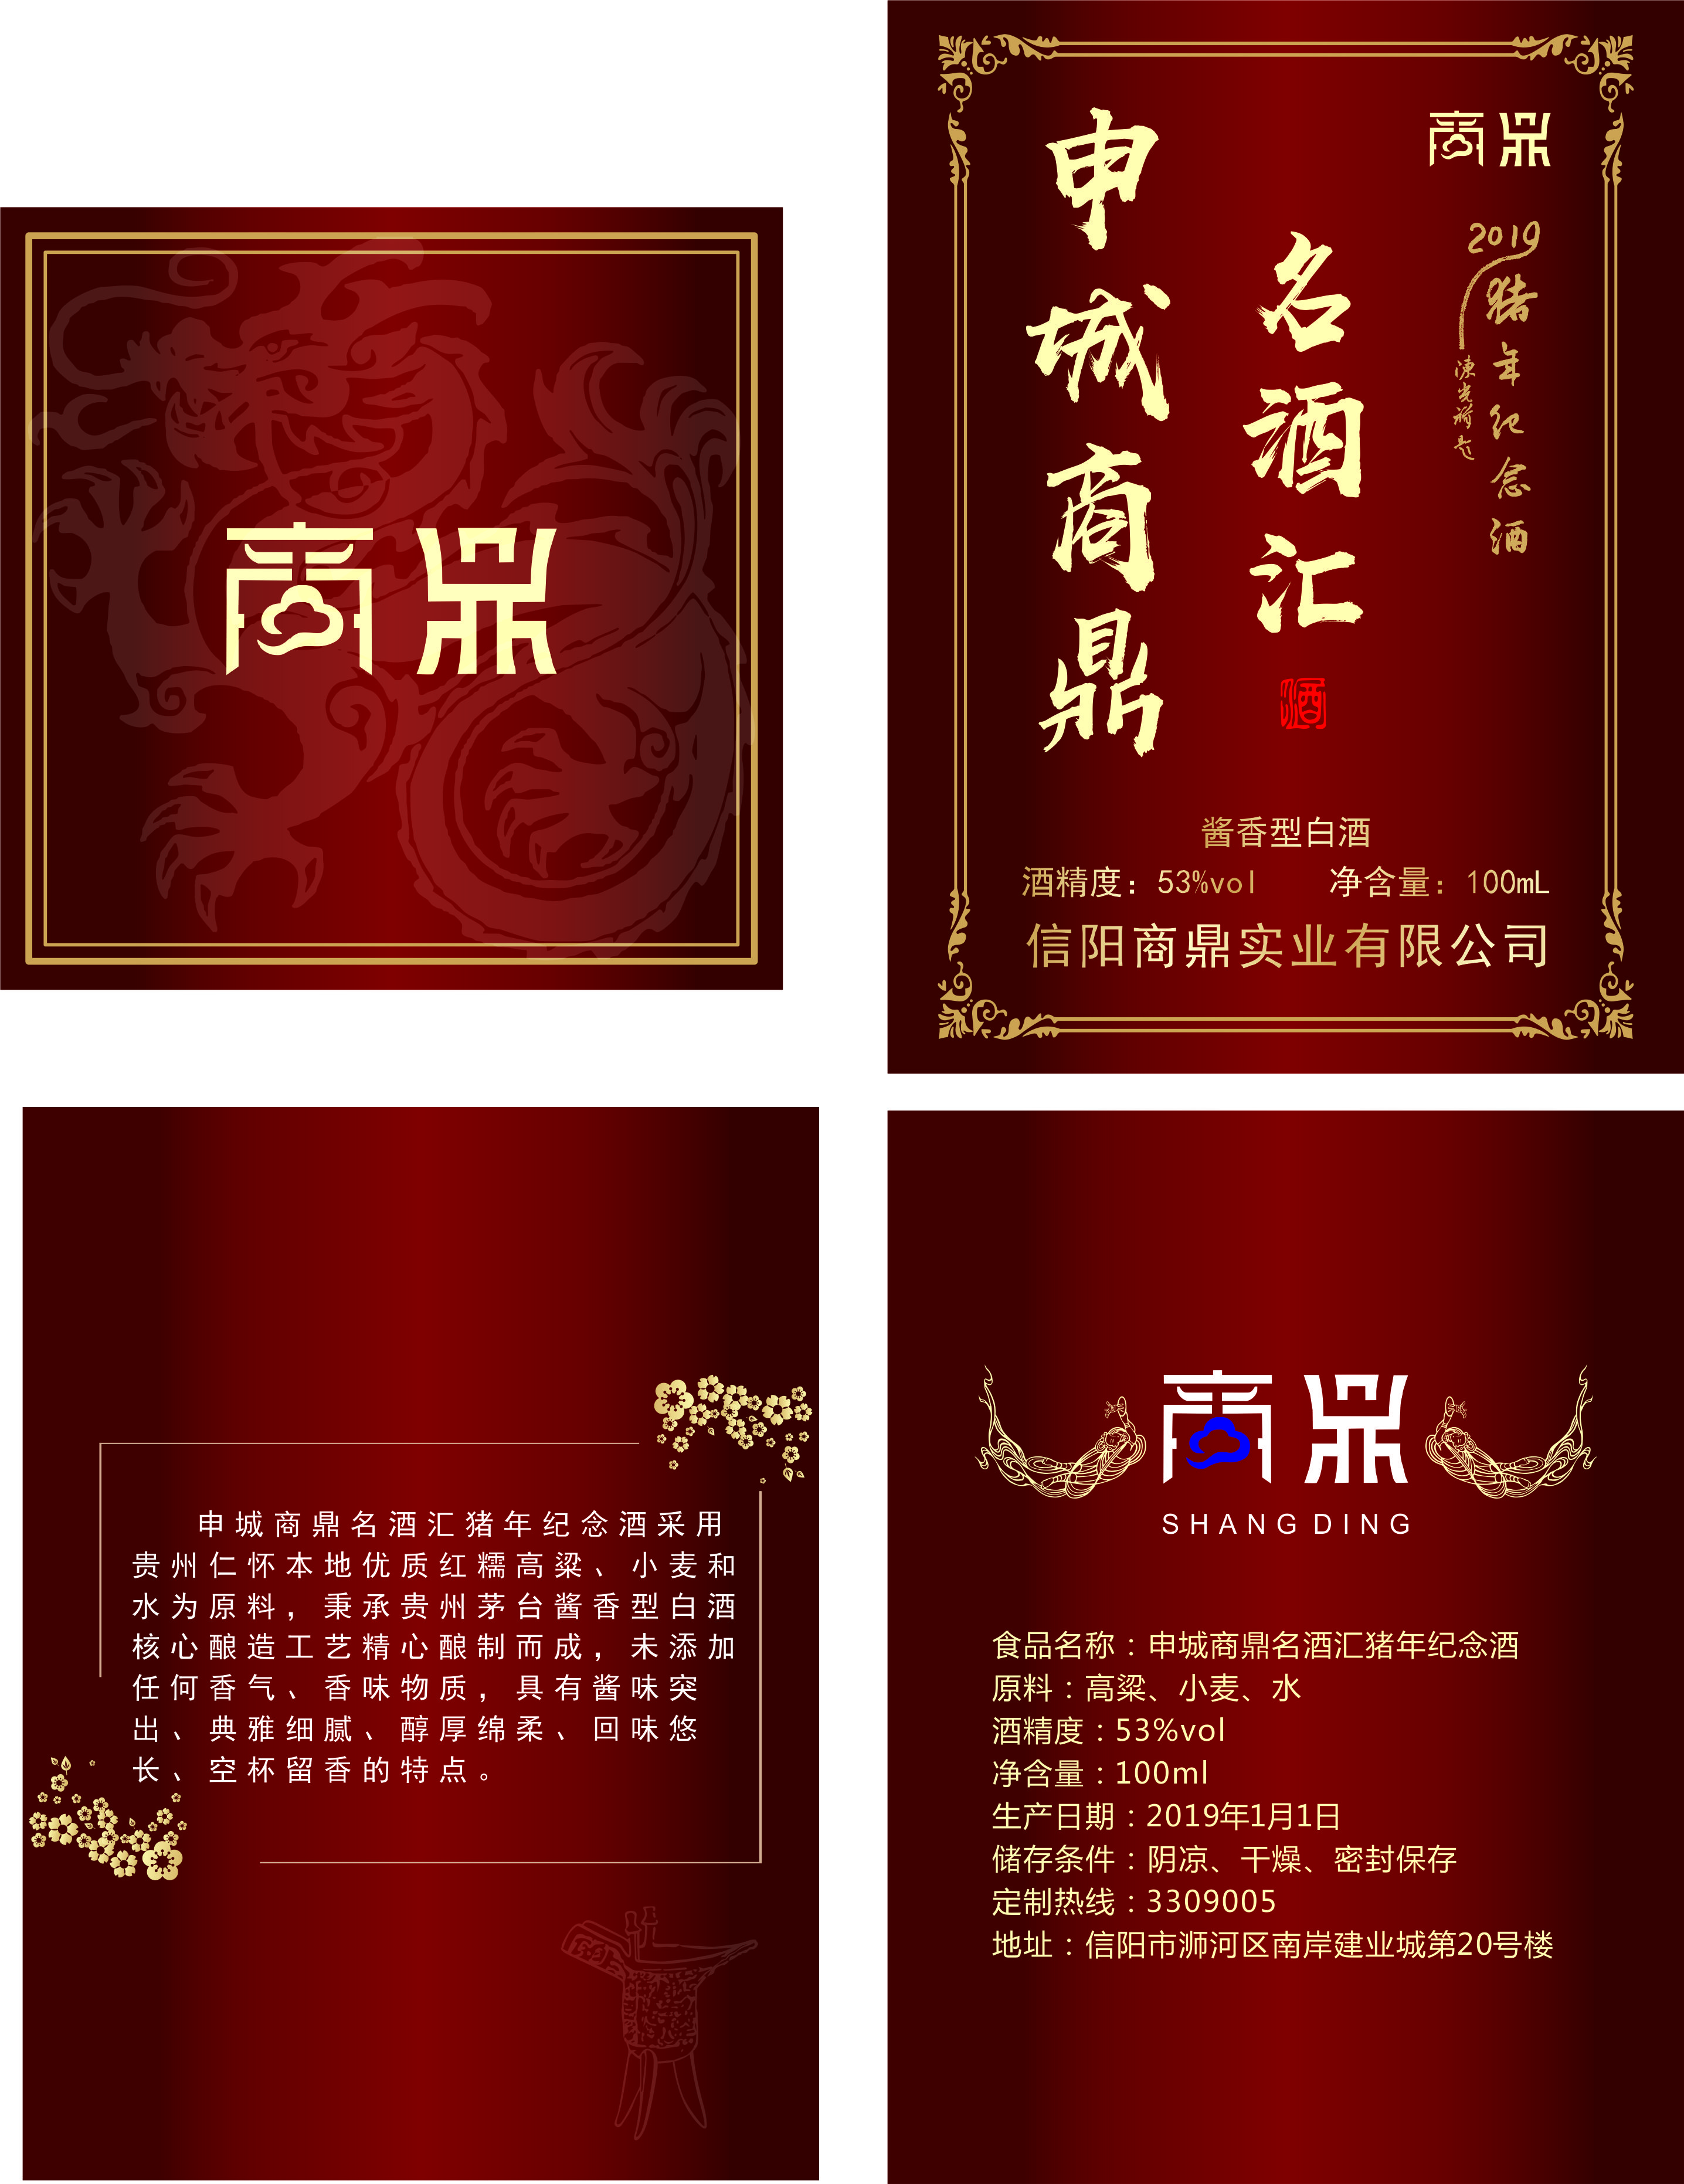 商鼎
商鼎
申城商鼎
名酒汇
酒
2019
猪年纪念酒
陳光獬题
酱香型白酒
酒精度：53%vol 净含量：100mL
信阳商鼎实业有限公司
申城商鼎名酒汇猪年纪念酒采用
贵州仁怀本地优质红糯高粱、小麦和
水为原料，秉承贵州茅台酱香型白酒
核心酿造工艺精心酿制而成，未添加
任何香气、香味物质，具有酱味突
出、典雅细腻、醇厚绵柔、回味悠
长、空杯留香的特点。
商鼎
SHANG DING
食品名称：申城商鼎名酒汇猪年纪念酒
原料：高粱、小麦、水
酒精度：53%vol
净含量：100ml
生产日期：2019年1月1日
储存条件：阴凉、干燥、密封保存
定制热线：3309005
地址：信阳市浉河区南岸建业城第20号楼